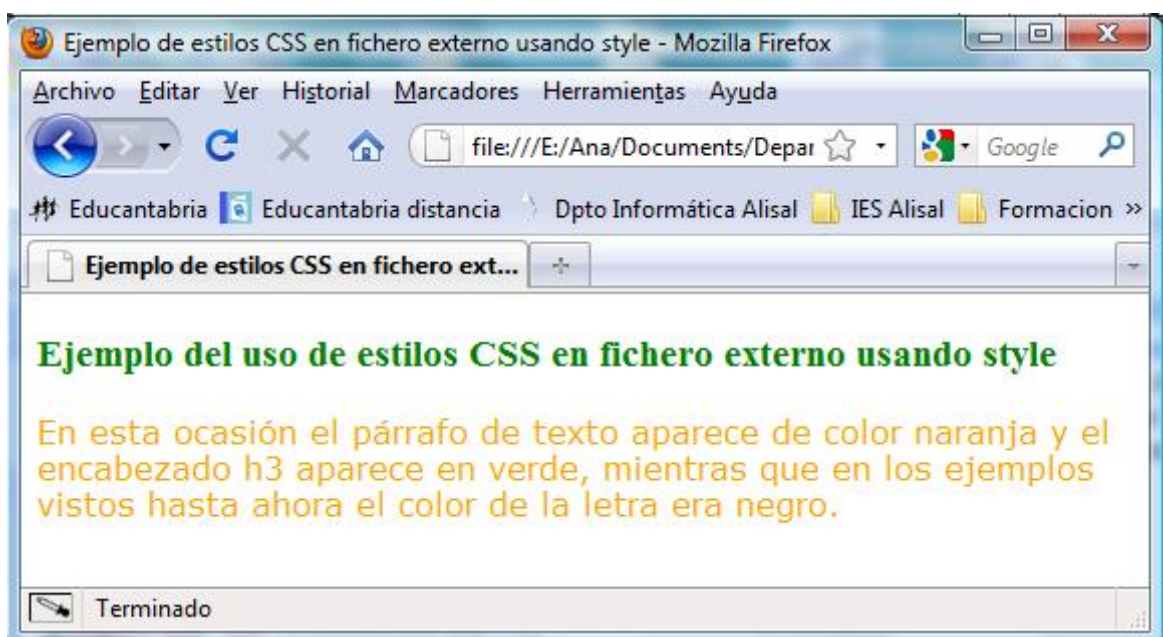 Ejemplo de estilos CSS en fichero externo usando style - Mozilla Firefox
Archivo Editar Ver Historial Marcadores Herramientas Ayuda
file:///E:/Ana/Documents/Depar Google
Educantabria Educantabria distancia Dpto Informática Alisal IES Alisal Formacion »
Ejemplo de estilos CSS en fichero ext...
Ejemplo del uso de estilos CSS en fichero externo usando style
En esta ocasión el párrafo de texto aparece de color naranja y el
encabezado h3 aparece en verde, mientras que en los ejemplos
vistos hasta ahora el color de la letra era negro.
Terminado